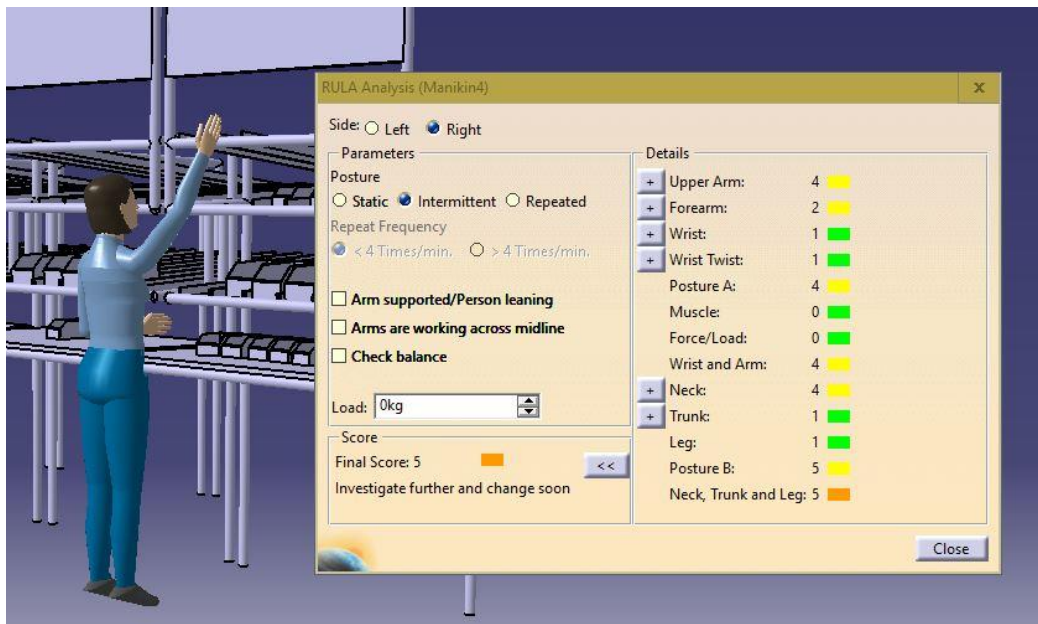 RULA Analysis (Manikin4)
x
Side: Left Right
Parameters
Posture
Static Intermittent Repeated
Repeat Frequency
< 4 Times/min. > 4 Times/min.
Arm supported/Person leaning
Arms are working across midline
Check balance
Load: 0kg
Score
Final Score: 5
<<
Investigate further and change soon
Details
+ Upper Arm: 4
+ Forearm: 2
+ Wrist: 1
+ Wrist Twist: 1
Posture A: 4
Muscle: 0
Force/Load: 0
Wrist and Arm: 4
+ Neck: 4
+ Trunk: 1
Leg: 1
Posture B: 5
Neck, Trunk and Leg: 5
Close